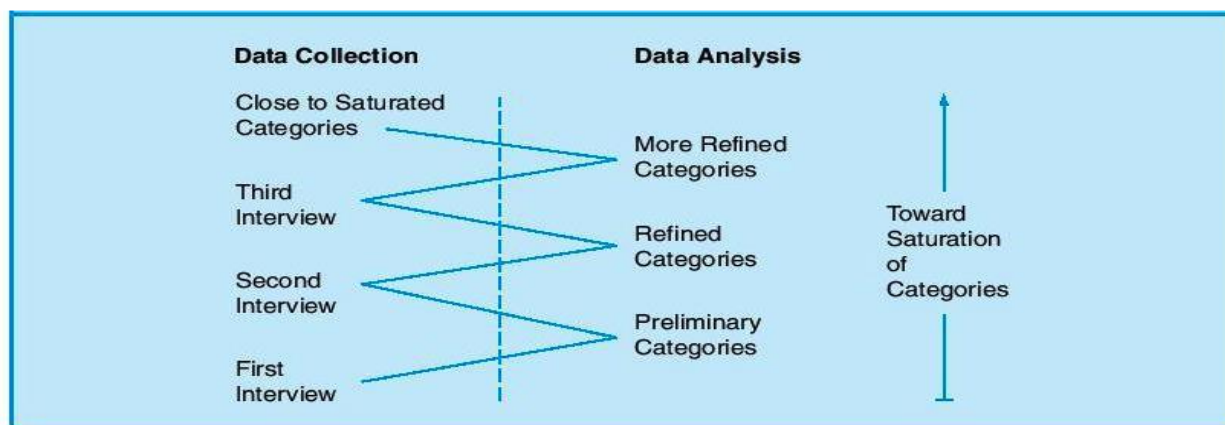 Data Collection
Data Analysis
Close to Saturated
Categories
More Refined
Categories
Third
Interview
Refined
Categories
Second
Interview
Preliminary
Categories
First
Interview
Toward
Saturation
of
Categories